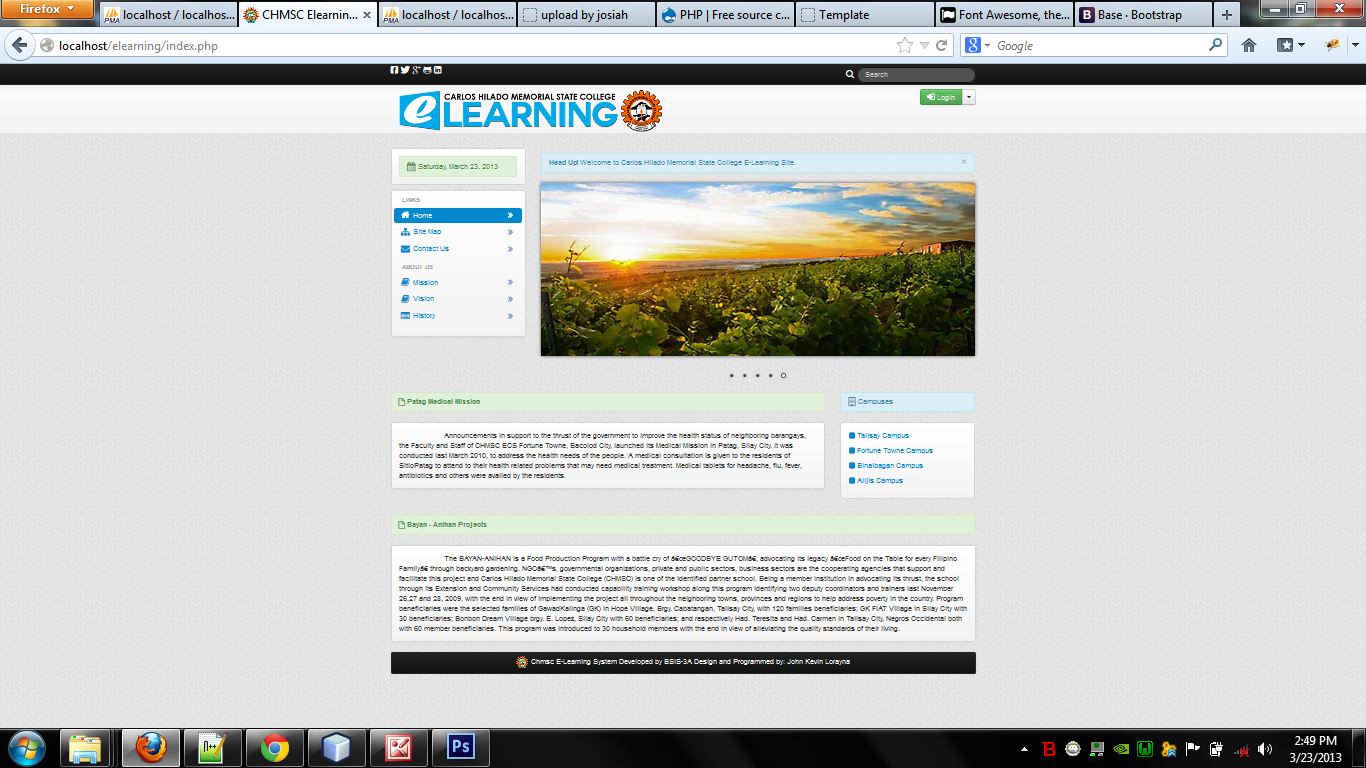 Firefox
localhost / localhos...
CHMSC Elearnin...
localhost / localhos...
upload by josiah
PHP | Free source c...
Template
Font Awesome, the...
Base · Bootstrap
localhost/elearning/index.php
Google
Search
CARLOS HILADO MEMORIAL STATE COLLEGE
eLEARNING
Login
Saturday, March 23, 2013
Head Up! Welcome to Carlos Hilado Memorial State College E-Learning Site.
LINKS
Home
Site Map
Contact Us
ABOUT US
Mission
Vision
History
Patag Medical Mission
Announcements in support to the thrust of the government to improve the health status of neighboring barangays,
the Faculty and Staff of CHMSC ECS Fortune Towne, Bacolod City, launched its Medical Mission in Patag, Silay City. It was
conducted last March 2010, to address the health needs of the people. A medical consultation is given to the residents of
SitioPatag to attend to their health related problems that may need medical treatment. Medical tablets for headache, flu, fever,
antibiotics and others were availed by the residents.
Campuses
Talisay Campus
Fortune Towne Campus
Binalbagan Campus
Alijis Campus
Bayan - Anihan Projects
The BAYAN-ANIHAN is a Food Production Program with a battle cry of â€œGOODBYE GUTOMâ€, advocating its legacy â€œFood on the Table for every Filipino
Familyâ€ through backyard gardening. NGOâ€™s, governmental organizations, private and public sectors, business sectors are the cooperating agencies that support and
facilitate this project and Carlos Hilado Memorial State College (CHMSC) is one of the identified partner school. Being a member institution in advocating its thrust, the school
through its Extension and Community Services had conducted capability training workshop along this program identifying two deputy coordinators and trainers last November
26,27 and 28, 2009, with the end in view of implementing the project all throughout the neighboring towns, provinces and regions to help address poverty in the country. Program
beneficiaries were the selected families of GawadKalinga (GK) in Hope Village, Brgy. Cabatangan, Talisay City, with 120 families beneficiaries; GK FIAT Village in Silay City with
30 beneficiaries; Bonbon Dream Village brgy. E. Lopez, Silay City with 60 beneficiaries; and respectively Had. Teresita and Had. Carmen in Talisay City, Negros Occidental both
with 60 member beneficiaries. This program was introduced to 30 household members with the end in view of alleviating the quality standards of their living.
Chmsc E-Learning System Developed by BSIS-3A Design and Programmed by: John Kevin Lorayna
2:49 PM
3/23/2013